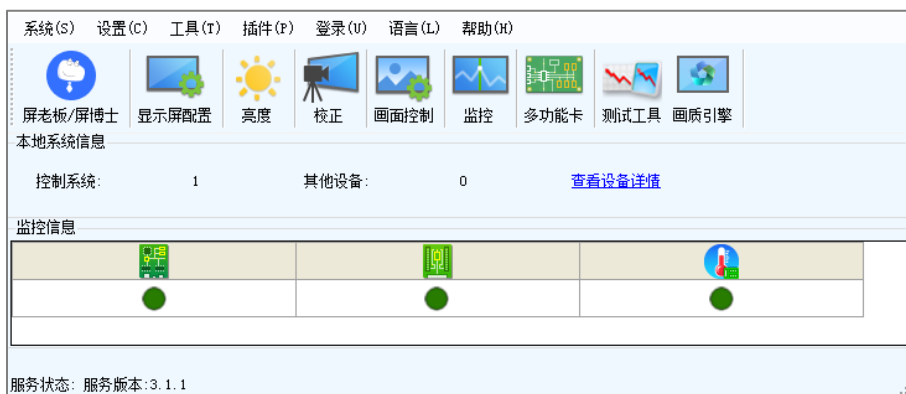 系统(S) 设置(C) 工具(T) 插件(P) 登录(U) 语言(L) 帮助(H)
屏老板/屏博士 显示屏配置 亮度 校正 画面控制 监控 多功能卡 测试工具 画质引擎
本地系统信息
控制系统: 1 其他设备: 0 查看设备详情
监控信息
服务状态: 服务版本:3.1.1